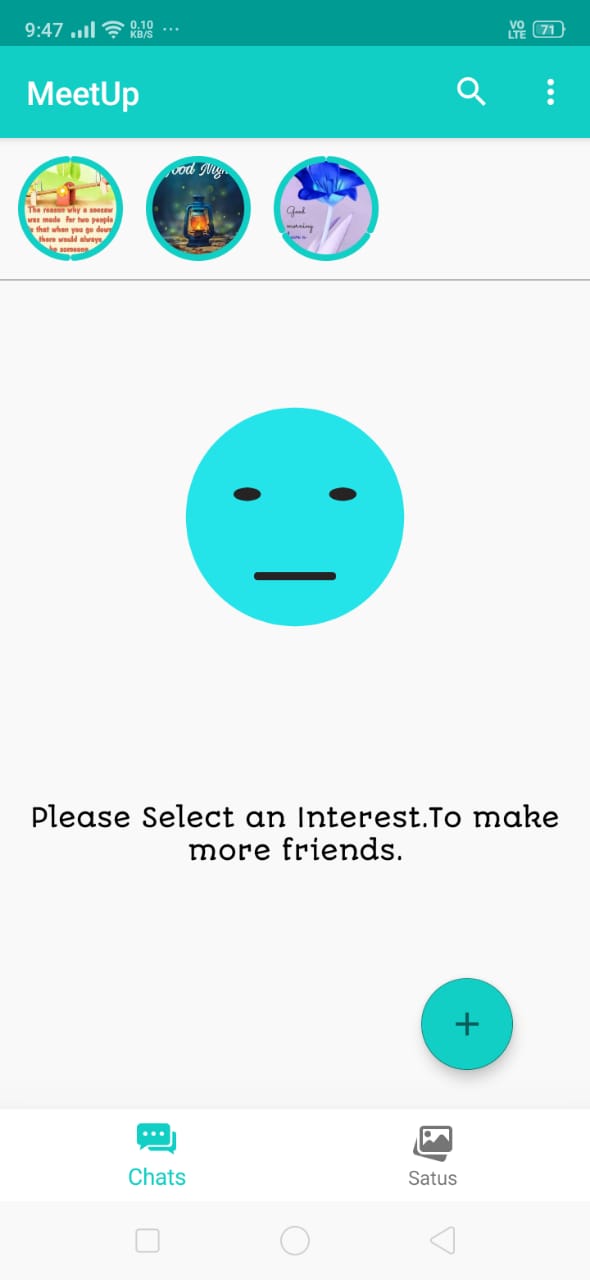 9:47 0.10 KB/S ... VO LTE 71
MeetUp
The reason why a seesaw
was made for two people
is that when you go down
there would always
be someone
Good Night
Good
morning
Please Select an Interest.To make
more friends.
Chats
Satus